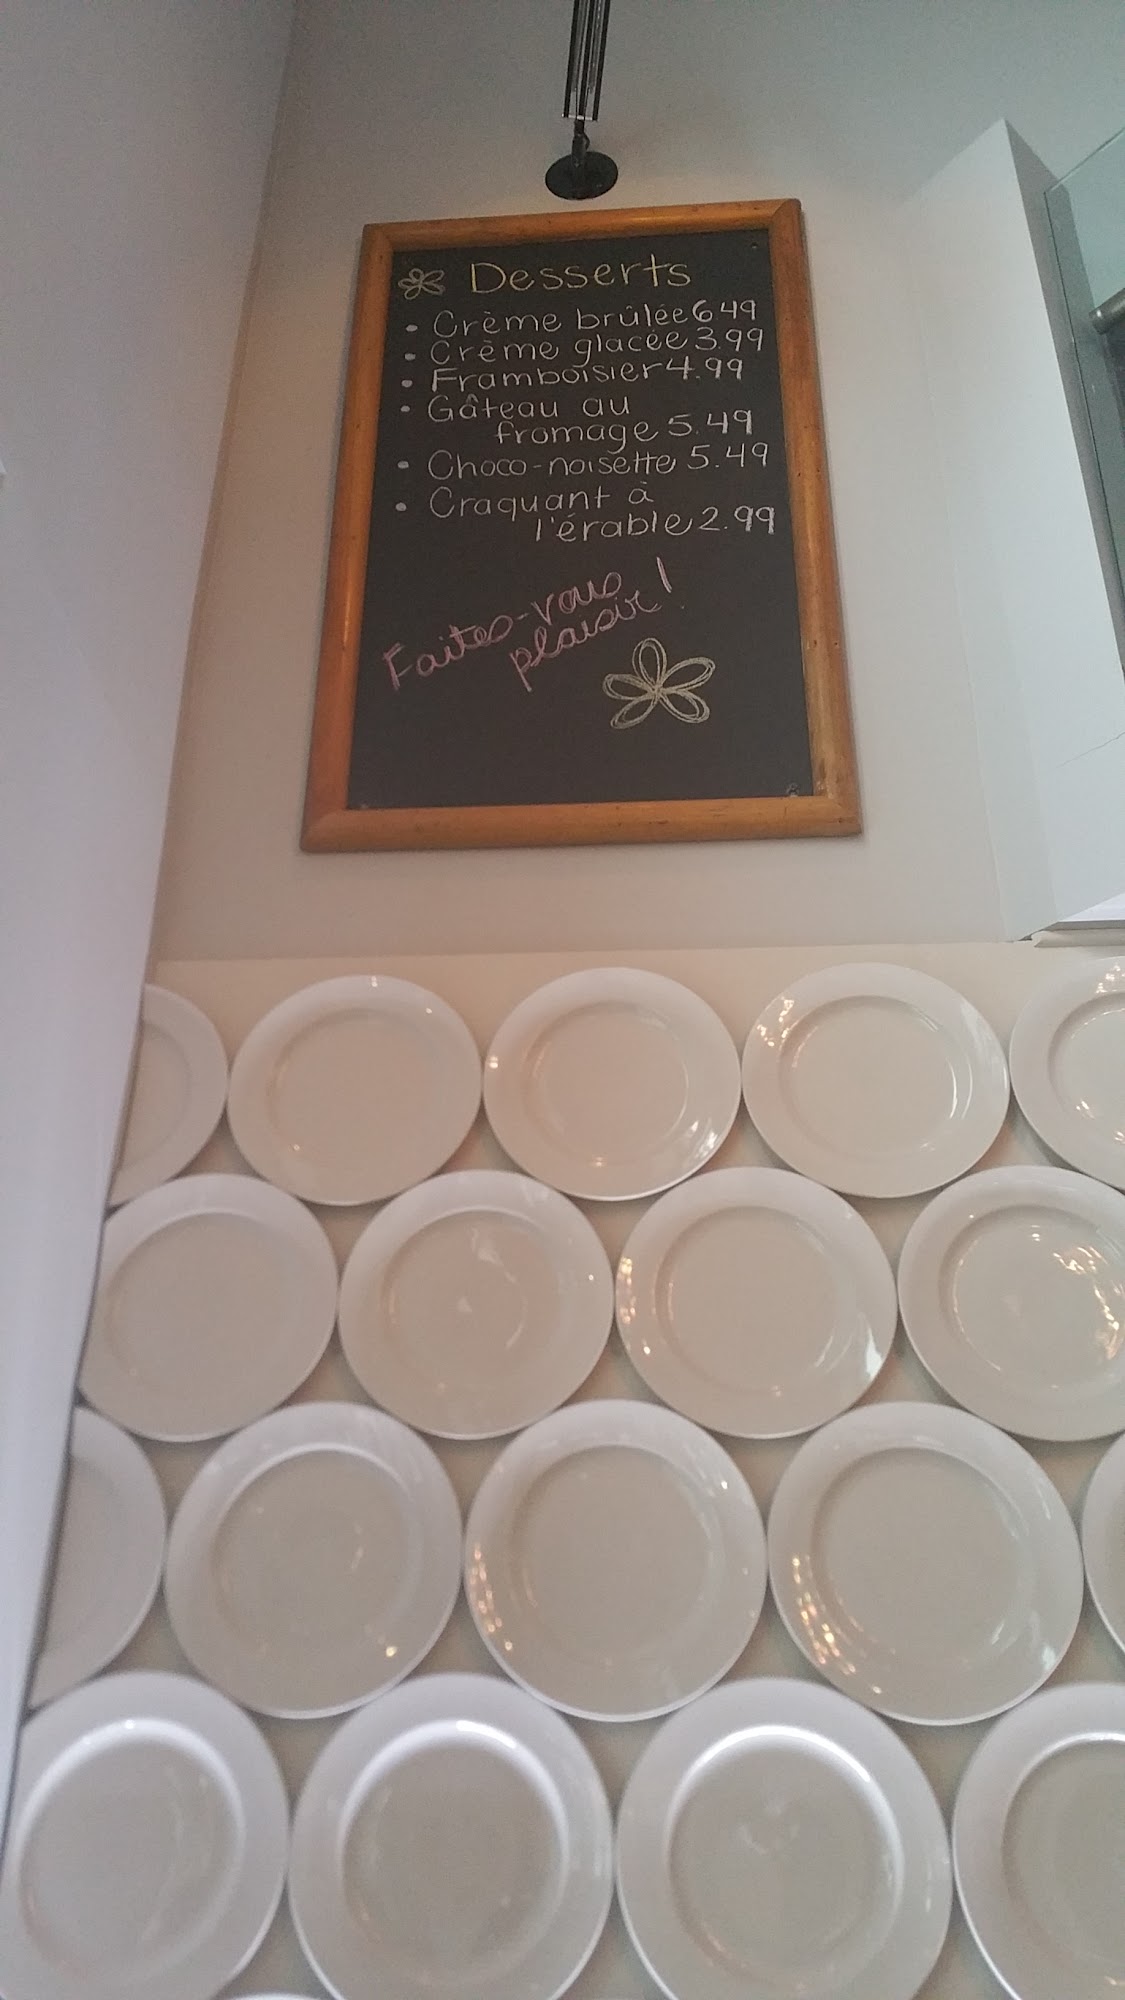 Desserts
• Crème brûlée 6.49
• Crème glacée 3.99
• Framboisier 4.99
• Gâteau au
fromage 5.49
• Choco-noisette 5.49
• Craquant à
l'érable 2.99
Faites-vous
plaisir!